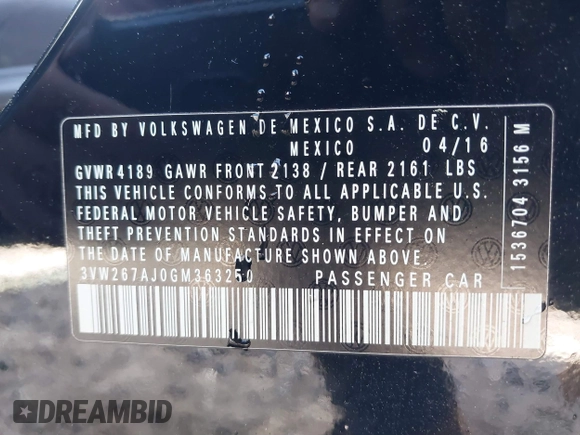 MFD BY VOLKSWAGEN DE MEXICO S.A. DE C.V.
MEXICO 04/16
GVWR4189 GAWR FRONT 2138 / REAR 2161 LBS
THIS VEHICLE CONFORMS TO ALL APPLICABLE U.S.
FEDERAL MOTOR VEHICLE SAFETY, BUMPER AND
THEFT PREVENTION STANDARDS IN EFFECT ON
THE DATE OF MANUFACTURE SHOWN ABOVE.
3VW267AJ0GM363250 PASSENGER CAR
1536704 3156 M
DREAMBID